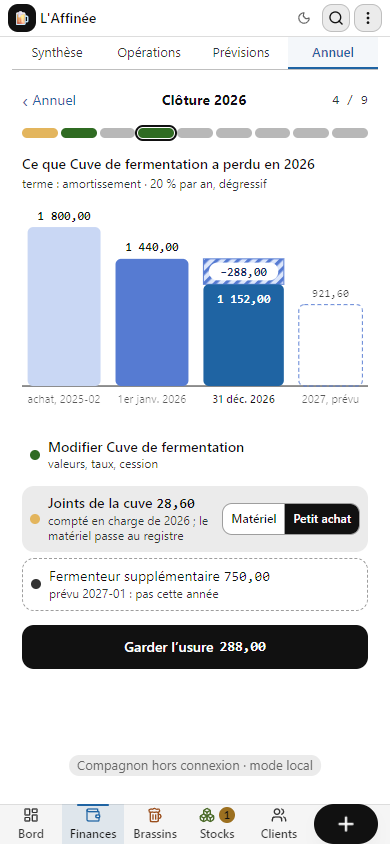 L'Affinée
Synthèse Opérations Prévisions Annuel
‹ Annuel Clôture 2026 4 / 9
Ce que Cuve de fermentation a perdu en 2026
terme : amortissement · 20 % par an, dégressif
1 800,00
1 440,00
−288,00
1 152,00
921,60
achat, 2025-02 1er janv. 2026 31 déc. 2026 2027, prévu
Modifier Cuve de fermentation
valeurs, taux, cession
Joints de la cuve 28,60
compté en charge de 2026 ; le
matériel passe au registre
Matériel Petit achat
Fermenteur supplémentaire 750,00
prévu 2027-01 : pas cette année
Garder l’usure 288,00
Compagnon hors connexion · mode local
1
Bord Finances Brassins Stocks Clients